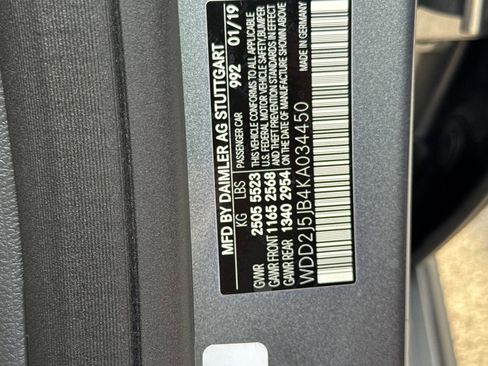 MFD BY DAIMLER AG STUTTGART
PASSENGER CAR 992 01/19
KG LBS
GVWR 2505 5523
GAWR FRONT 1165 2568
GAWR REAR 1340 2954
THIS VEHICLE CONFORMS TO ALL APPLICABLE
U.S. FEDERAL MOTOR VEHICLE SAFETY/BUMPER
AND THEFT PREVENTION STANDARDS IN EFFECT
ON THE DATE OF MANUFACTURE SHOWN ABOVE
WDD2J5JB4KA034450
MADE IN GERMANY